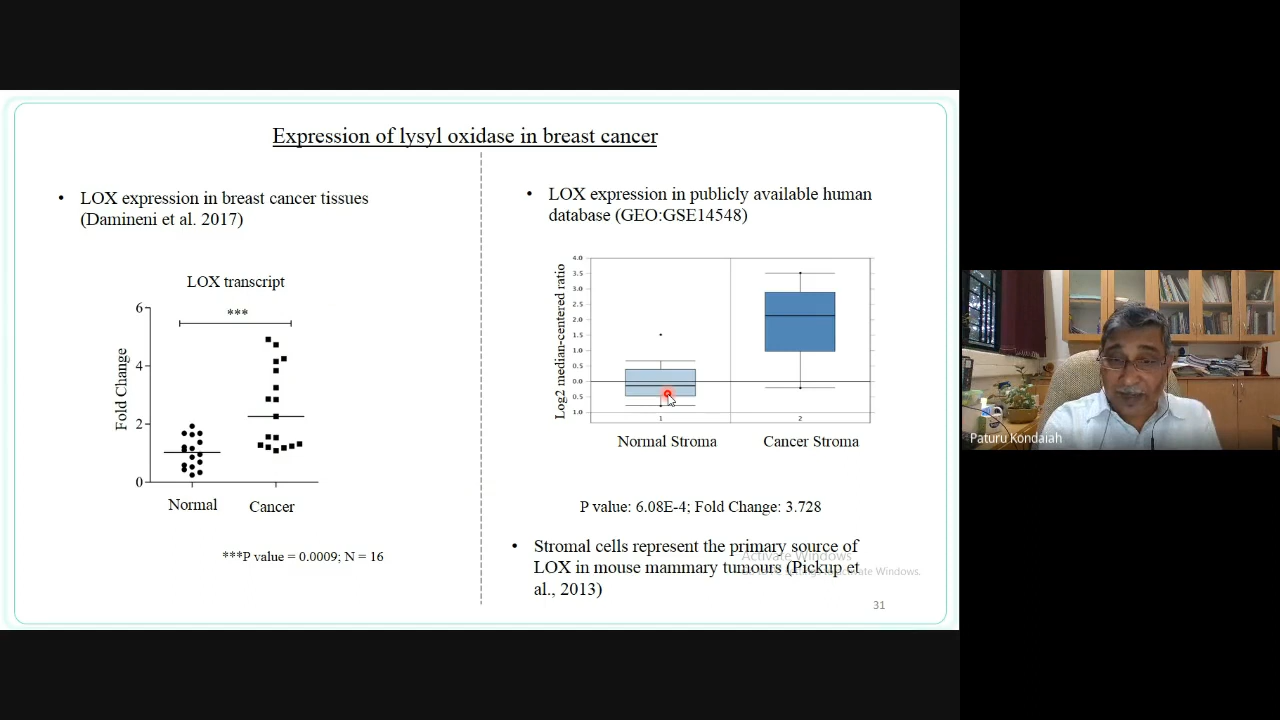 Expression of lysyl oxidase in breast cancer
• LOX expression in breast cancer tissues
(Damineni et al. 2017)
LOX transcript
***
6
4
2
0
Fold Change
Normal
Cancer
***P value = 0.0009; N = 16
• LOX expression in publicly available human
database (GEO:GSE14548)
Log2 median-centered ratio
4.0
3.5
3.0
2.5
2.0
1.5
1.0
0.5
0.0
0.5
1.0
1
2
Normal Stroma
Cancer Stroma
P value: 6.08E-4; Fold Change: 3.728
• Stromal cells represent the primary source of
LOX in mouse mammary tumours (Pickup et
al., 2013)
Activate Windows
Windows.
31
Paturu Kondaiah